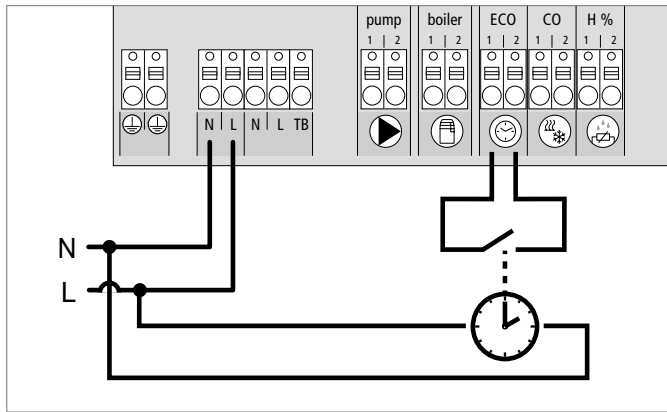 pump boiler ECO CO H %
1 | 2 1 | 2 1 | 2 1 | 2 1 | 2
N L N L TB
N
L